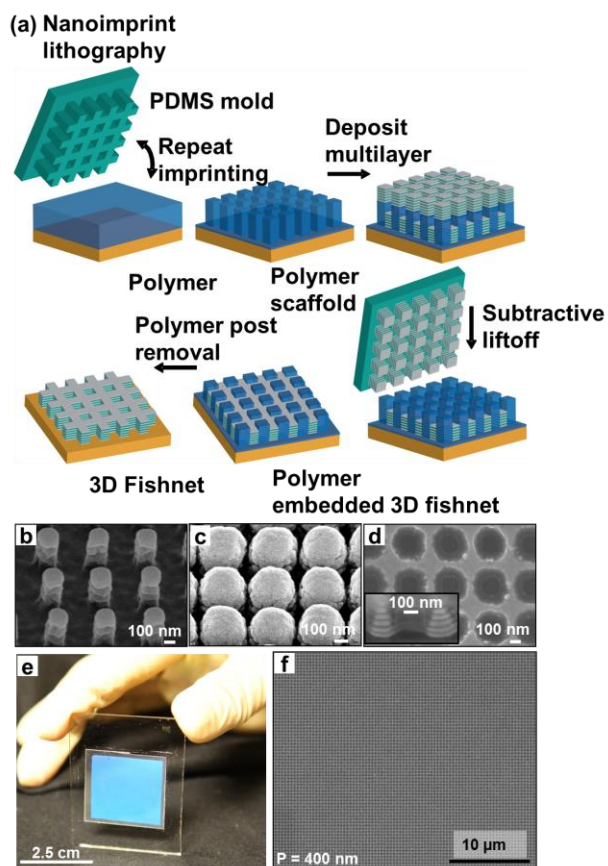 (a) Nanoimprint
lithography
PDMS mold
Repeat
imprinting
Deposit
multilayer
Polymer
Polymer
scaffold
Subtractive
liftoff
Polymer post
removal
3D Fishnet
Polymer
embedded 3D fishnet
b
100 nm
c
100 nm
d
100 nm
100 nm
e
2.5 cm
f
P = 400 nm
10 µm